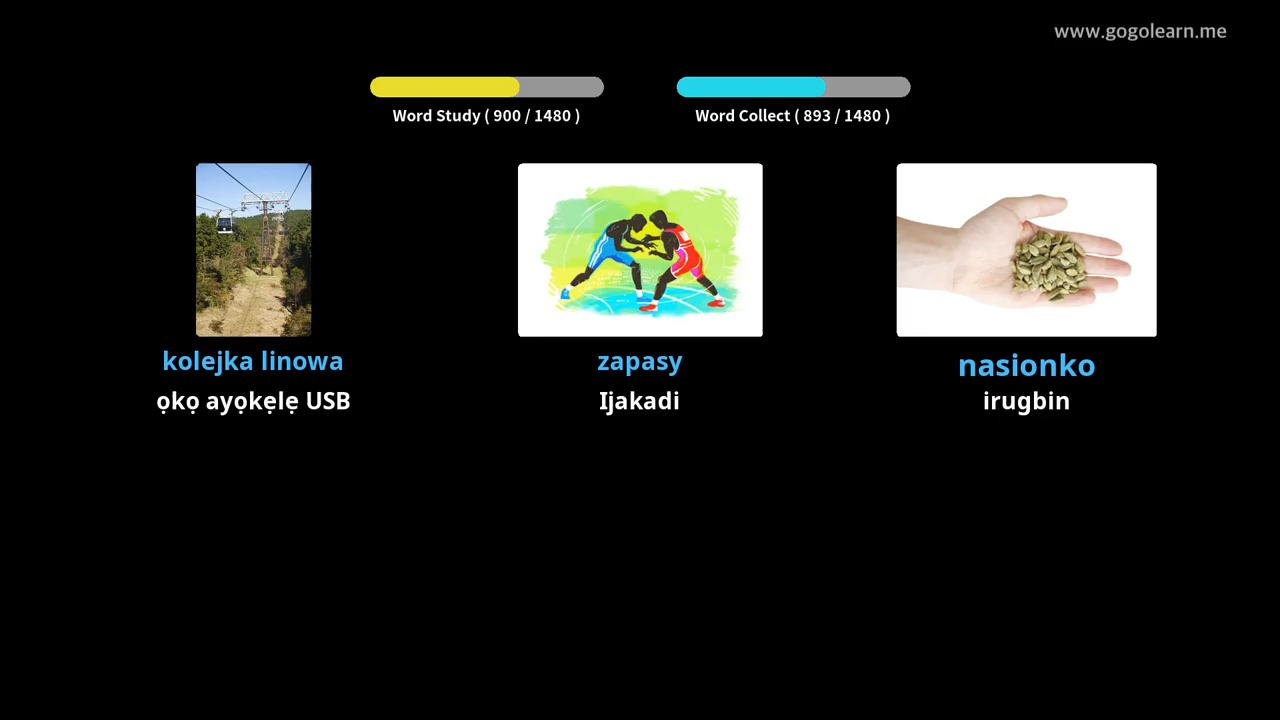 www.gogolearn.me
Word Study ( 900 / 1480 )
Word Collect ( 893 / 1480 )
kolejka linowa
zapasy
nasionko
ọkọ ayọkẹlẹ USB
Ijakadi
irugbin